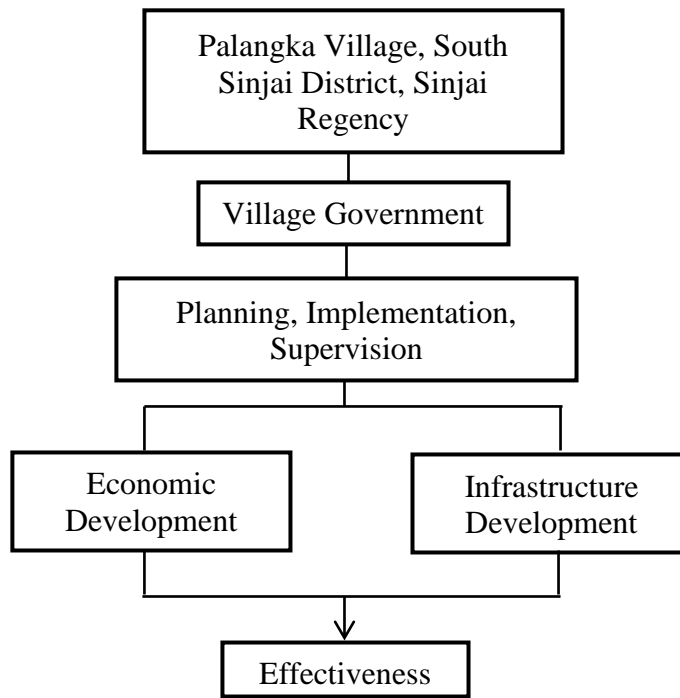 Palangka Village, South
Sinjai District, Sinjai
Regency
Village Government
Planning, Implementation,
Supervision
Economic
Development
Infrastructure
Development
Effectiveness